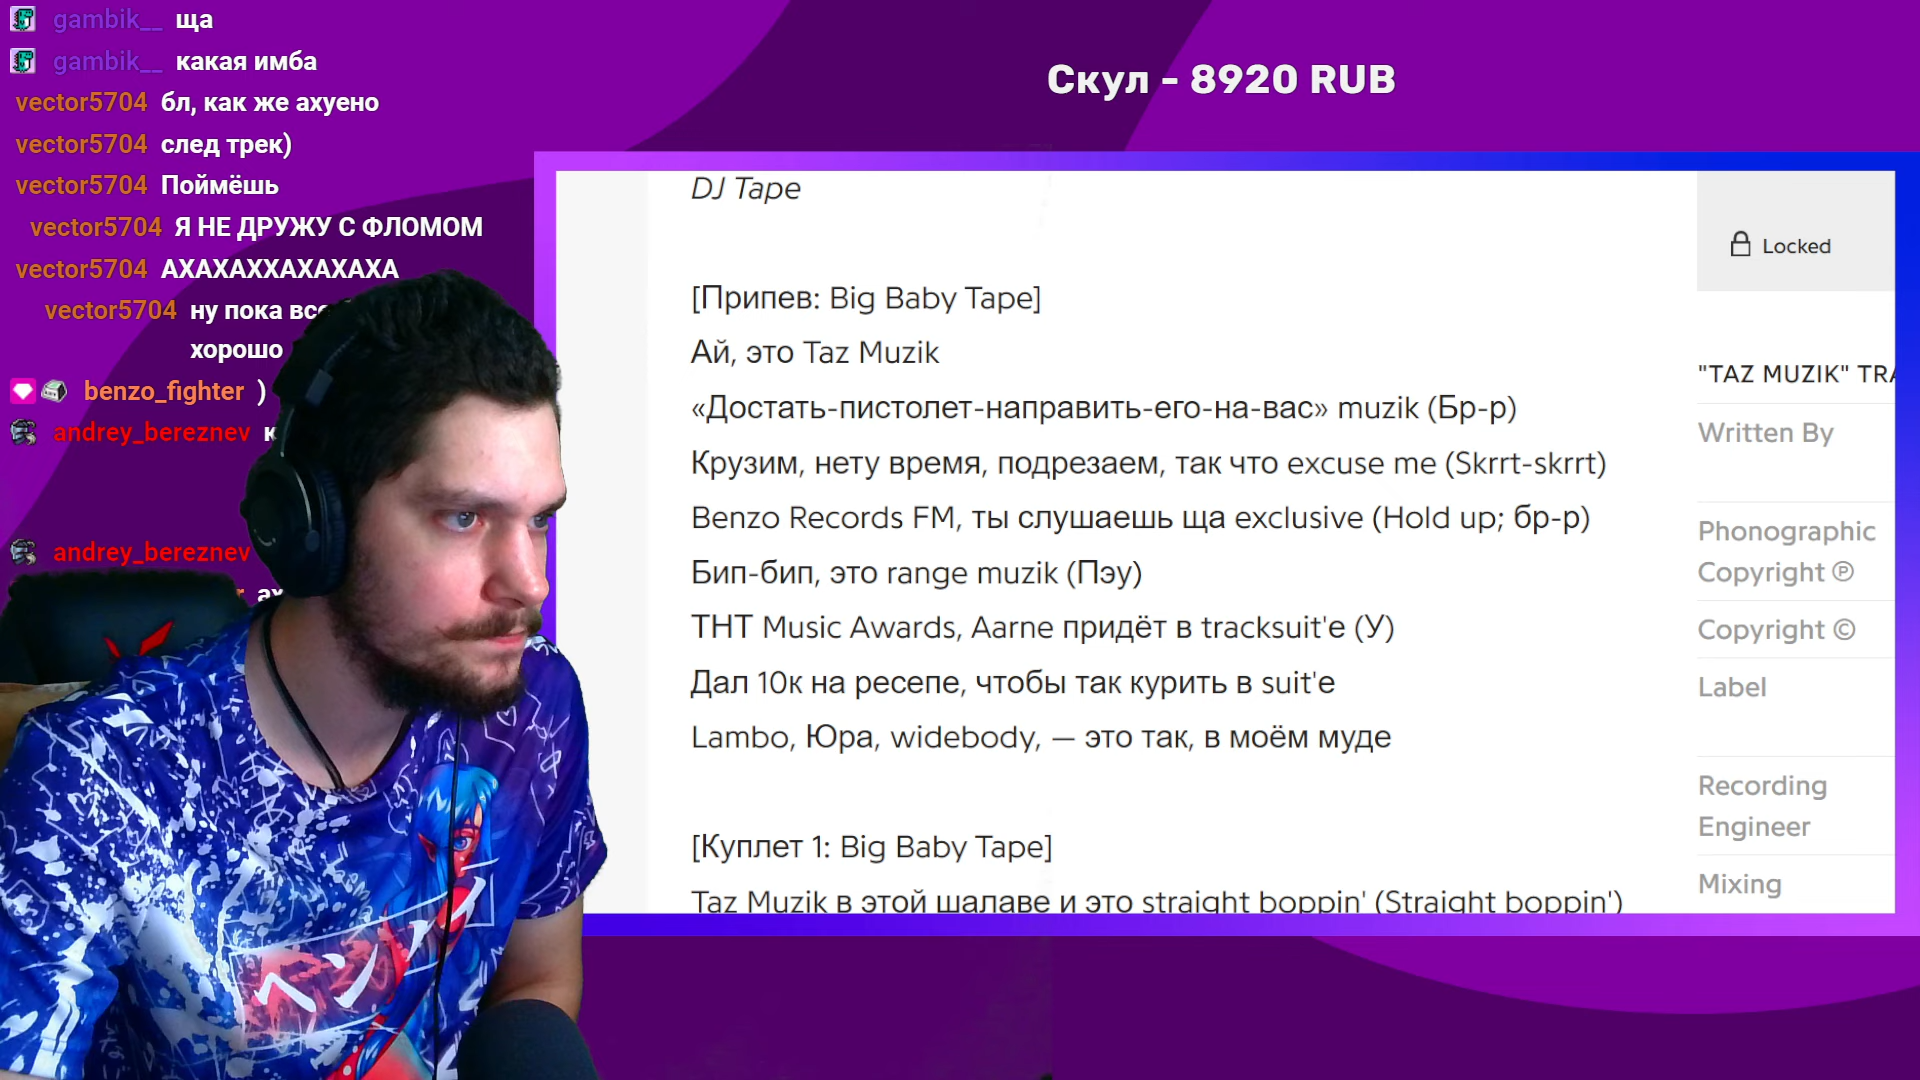 gambik__ ща
gambik__ какая имба
vector5704 бл, как же ахуено
vector5704 след трек)
vector5704 Поймёшь
vector5704 Я НЕ ДРУЖУ С ФЛОМОМ
vector5704 АХАХАХХАХАХАХА
vector5704 ну пока
хорошо
benzo_fighter )
andrey_bereznev
andrey_bereznev
Скул - 8920 RUB
DJ Tape
[Припев: Big Baby Tape]
Ай, это Taz Muzik
«Достать-пистолет-направить-его-на-вас» muzik (Бр-р)
Крузим, нету время, подрезаем, так что excuse me (Skrrt-skrrt)
Benzo Records FM, ты слушаешь ща exclusive (Hold up; бр-р)
Бип-бип, это range muzik (Пэу)
ТНТ Music Awards, Aarne придёт в tracksuit'е (У)
Дал 10к на ресепе, чтобы так курить в suit'е
Lambo, Юра, widebody, — это так, в моём муде
[Куплет 1: Big Baby Tape]
Taz Muzik в этой шалаве и это straight boppin' (Straight boppin')
Locked
"TAZ MUZIK"
Written By
Phonographic
Copyright ℗
Copyright ©
Label
Recording
Engineer
Mixing
ヘンタイ